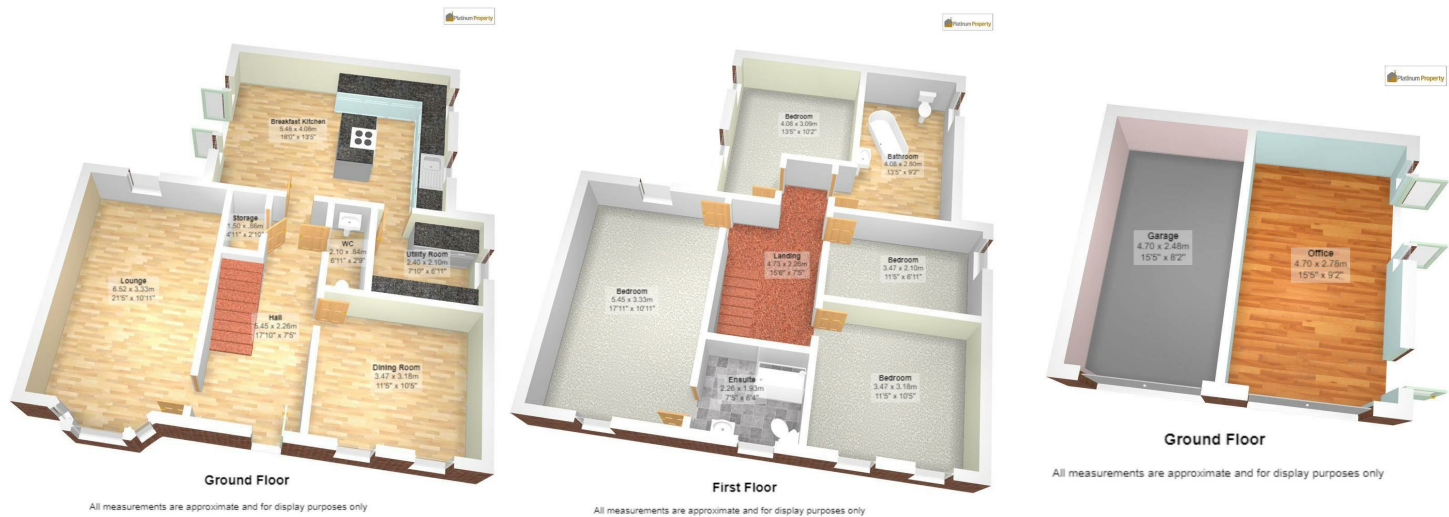 Platinum Property
Breakfast Kitchen
5.48 x 4.08m
18'0" x 13'5"
Storage
1.50 x .86m
4'11" x 2'10"
WC
2.10 x .84m
6'11" x 2'9"
Utility Room
2.40 x 2.10m
7'10" x 6'11"
Lounge
6.52 x 3.33m
21'5" x 10'11"
Hall
5.45 x 2.26m
17'10" x 7'5"
Dining Room
3.47 x 3.18m
11'5" x 10'5"
Ground Floor
All measurements are approximate and for display purposes only
Platinum Property
Bedroom
4.08 x 3.09m
13'5" x 10'2"
Bathroom
4.08 x 2.80m
13'5" x 9'2"
Landing
4.73 x 2.26m
15'6" x 7'5"
Bedroom
3.47 x 2.10m
11'5" x 6'11"
Bedroom
5.45 x 3.33m
17'11" x 10'11"
Ensuite
2.26 x 1.93m
7'5" x 6'4"
Bedroom
3.47 x 3.18m
11'5" x 10'5"
First Floor
All measurements are approximate and for display purposes only
Platinum Property
Garage
4.70 x 2.48m
15'5" x 8'2"
Office
4.70 x 2.78m
15'5" x 9'2"
Ground Floor
All measurements are approximate and for display purposes only